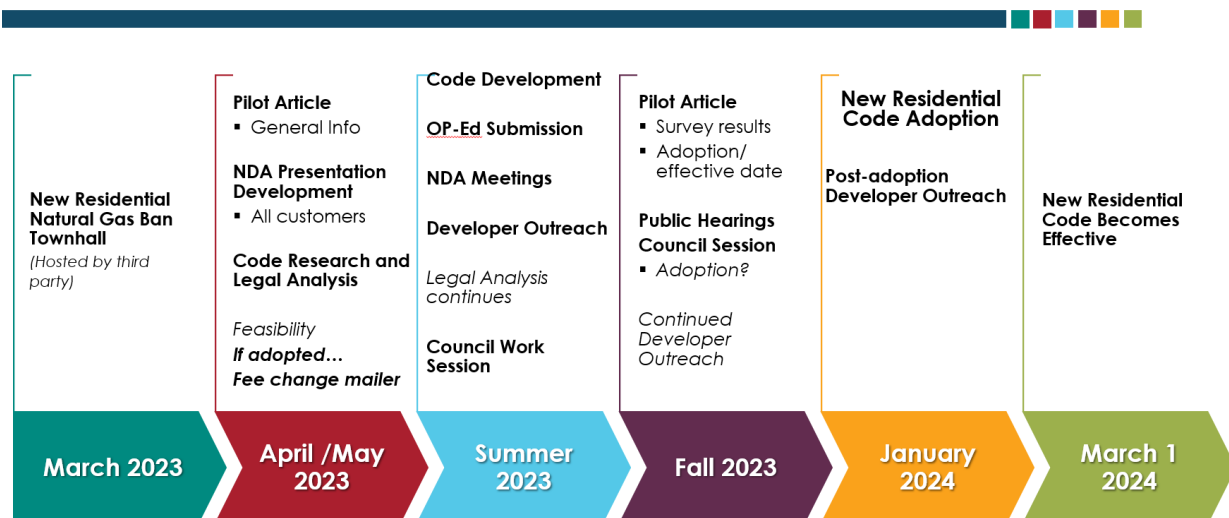 New Residential
Natural Gas Ban
Townhall
(Hosted by third
party)
March 2023
Pilot Article
▪ General Info
NDA Presentation
Development
▪ All customers
Code Research and
Legal Analysis
Feasibility
If adopted…
Fee change mailer
April /May
2023
Code Development
OP-Ed Submission
NDA Meetings
Developer Outreach
Legal Analysis
continues
Council Work
Session
Summer
2023
Pilot Article
▪ Survey results
▪ Adoption/
effective date
Public Hearings
Council Session
▪ Adoption?
Continued
Developer
Outreach
Fall 2023
New Residential
Code Adoption
Post-adoption
Developer Outreach
January
2024
New Residential
Code Becomes
Effective
March 1
2024